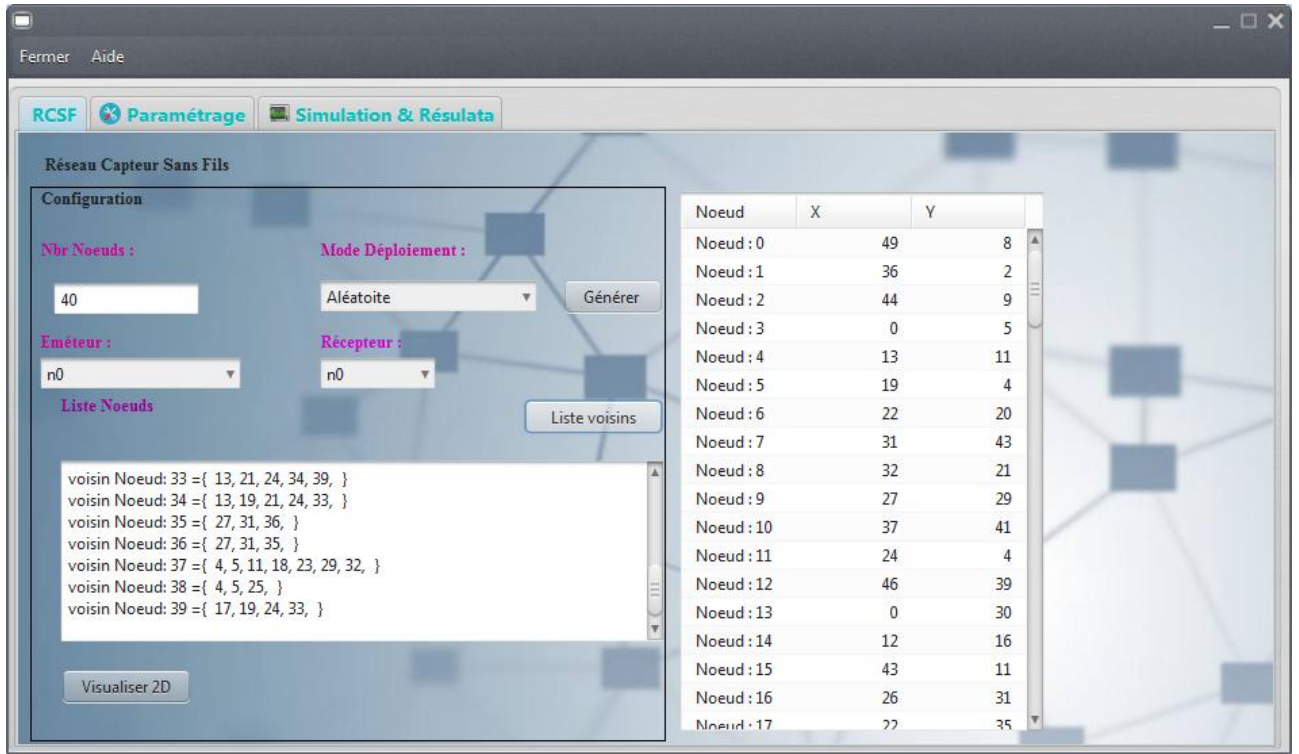 Fermer Aide
RCSF Paramétrage Simulation & Résulata
Réseau Capteur Sans Fils
Configuration
Nbr Noeuds : Mode Déploiement :
40 Aléatoite Générer
Eméteur : Récepteur :
n0 n0
Liste Noeuds
Liste voisins
voisin Noeud: 33 ={ 13, 21, 24, 34, 39, }
voisin Noeud: 34 ={ 13, 19, 21, 24, 33, }
voisin Noeud: 35 ={ 27, 31, 36, }
voisin Noeud: 36 ={ 27, 31, 35, }
voisin Noeud: 37 ={ 4, 5, 11, 18, 23, 29, 32, }
voisin Noeud: 38 ={ 4, 5, 25, }
voisin Noeud: 39 ={ 17, 19, 24, 33, }
Visualiser 2D
Noeud X Y
Noeud : 0 49 8
Noeud : 1 36 2
Noeud : 2 44 9
Noeud : 3 0 5
Noeud : 4 13 11
Noeud : 5 19 4
Noeud : 6 22 20
Noeud : 7 31 43
Noeud : 8 32 21
Noeud : 9 27 29
Noeud : 10 37 41
Noeud : 11 24 4
Noeud : 12 46 39
Noeud : 13 0 30
Noeud : 14 12 16
Noeud : 15 43 11
Noeud : 16 26 31
Noeud : 17 22 35